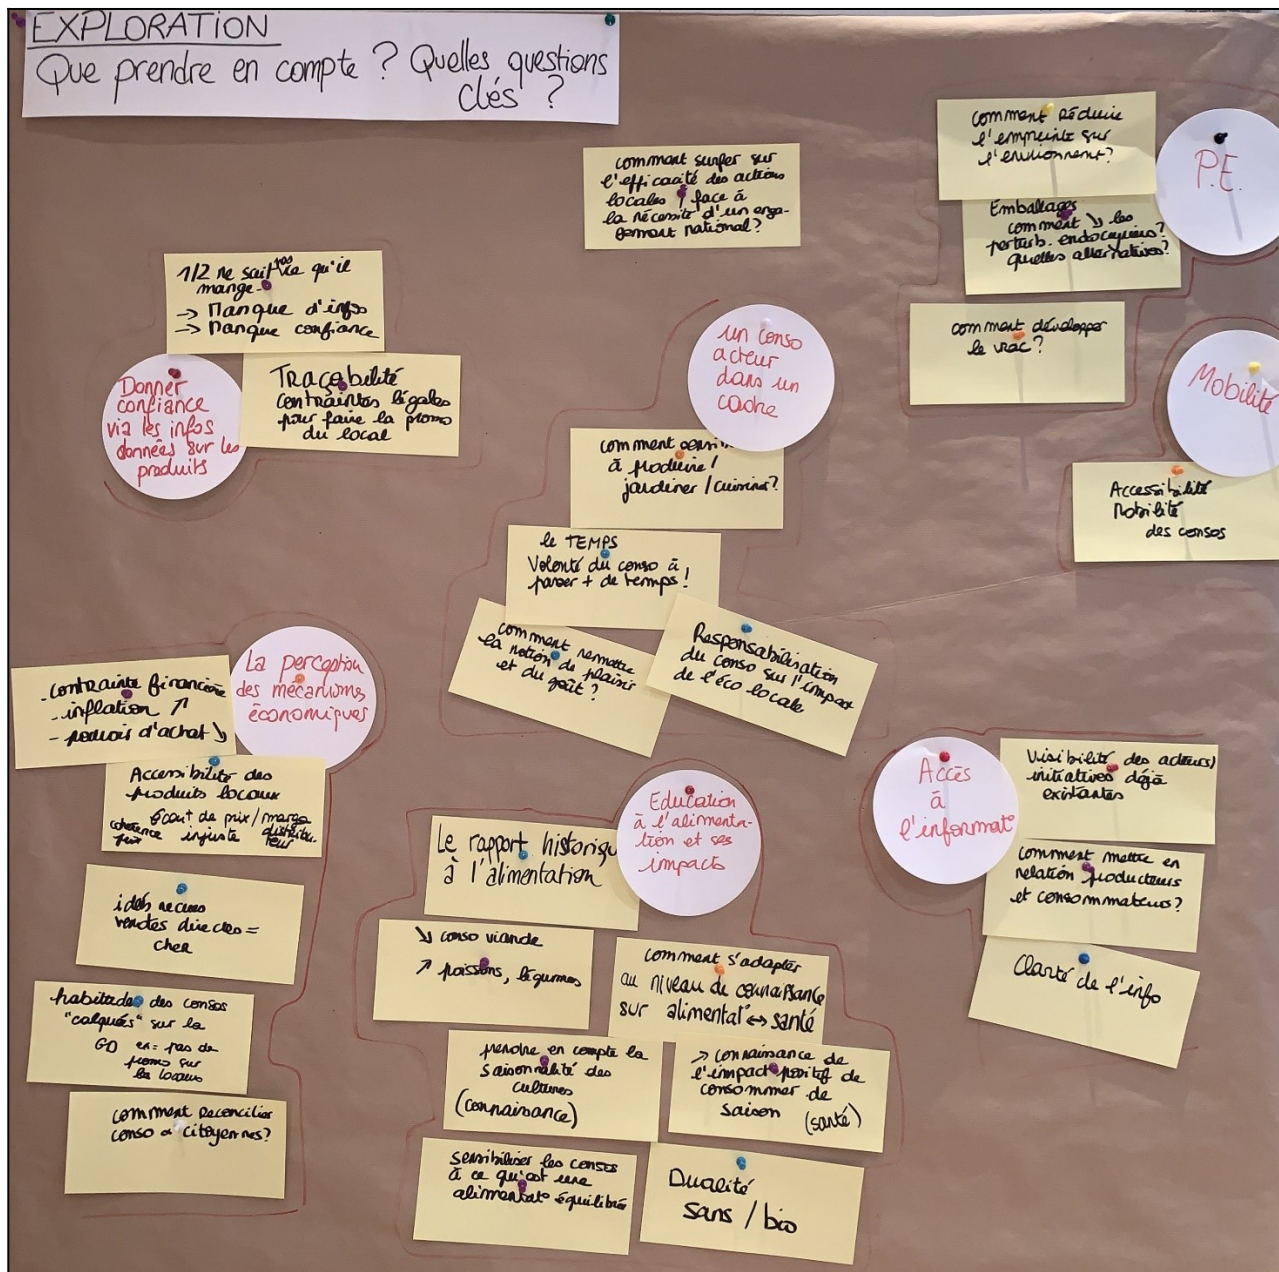 EXPLORATION
Que prendre en compte ? Quelles questions
clés ?
comment surfer sur
l'efficacité des actions
locales / face à
la nécessité d'un enga-
gement national?
comment réduire
l'empreinte sur
l'environnement?
P.E.
Emballages
comment ↘ les
perturb. endocriniens?
quelles alternatives?
comment développer
le vrac?
Mobilité
Accessibilité
Mobilité
des consos
1/2 ne sait pas ce qu'il
mange
-> Manque d'infos
-> Manque confiance
Donner
confiance
via les infos
données sur les
produits
Traçabilité
contraintes légales
pour faire la promo
du local
un conso
acteur
dans un
cadre
comment sensi
à produire /
jardiner / cuisiner?
le TEMPS
Volonté du conso à
passer + de temps !
comment remettre
la notion de plaisir
et du goût ?
Responsabilisation
du conso sur l'impact
de l'éco locale
La perception
des mécanismes
économiques
- contrainte financière
- inflation ↗
- pouvoir d'achat ↘
Accessibilité des
produits locaux
écart de prix / marge
cohérence prix injuste distributeur
idées reçues
ventes directes =
cher
habitudes des consos
"calquées" sur la
GD ex = pas de
promo sur
les locaux
comment reconcilier
conso & citoyennes?
Education
à l'alimenta-
tion et ses
impacts
Le rapport historiqu
à l'alimentation
↘ conso viande
↗ poissons, légumes
comment s'adapter
au niveau de connaissance
sur alimentat° ↔ santé
prendre en compte la
saisonnalité des
cultures
(connaissance)
> connaissance de
l'impact positif de
consommer de
saison (santé)
Sensibiliser les consos
à ce qu'est une
alimentat° équilibrée
Dualité
sans / bio
Accès
à
l'informat°
Visibilité des acteurs/
initiatives déjà
existantes
comment mettre en
relation producteurs
et consommateurs ?
Clarté de l'info